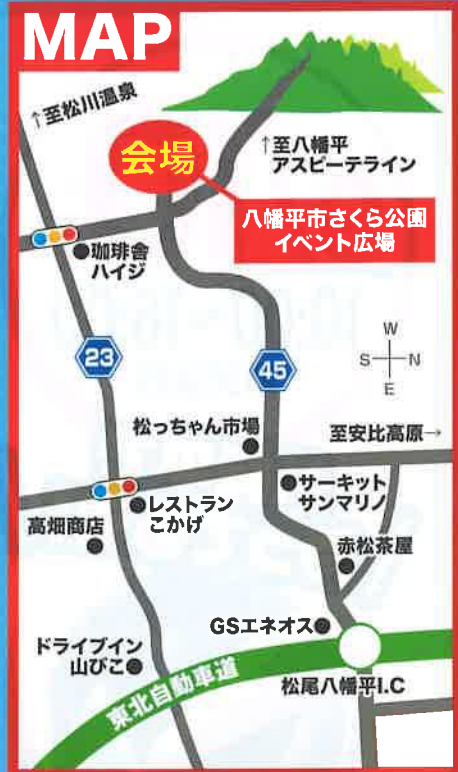 MAP
↑至松川温泉
会場
↑至八幡平
アスピーテライン
八幡平市さくら公園
イベント広場
珈琲舎
ハイジ
W
S
N
E
23
45
松っちゃん市場
至安比高原→
レストラン
こかげ
サーキット
サンマリノ
高畑商店
赤松茶屋
GSエネオス
ドライブイン
山びこ
東北自動車道
松尾八幡平I.C